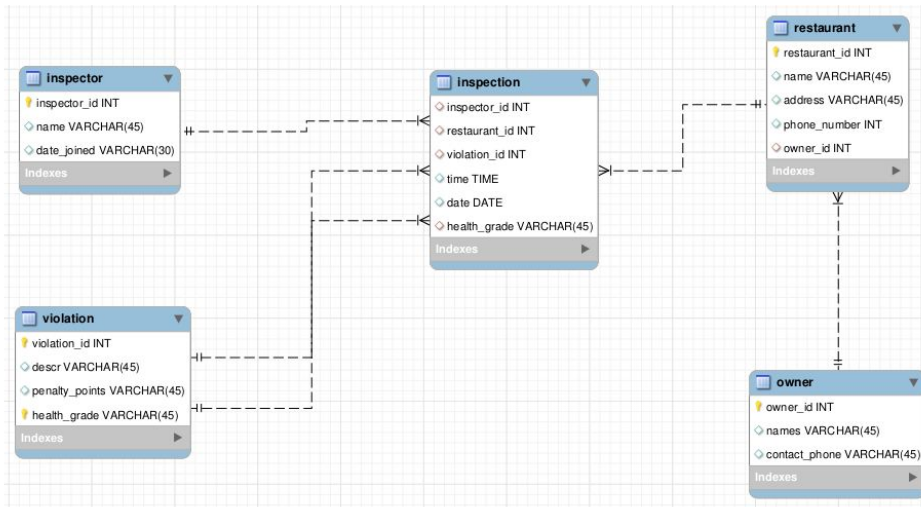 restaurant
restaurant_id INT
name VARCHAR(45)
address VARCHAR(45)
phone_number INT
owner_id INT
Indexes
inspector
inspector_id INT
name VARCHAR(45)
date_joined VARCHAR(30)
Indexes
inspection
inspector_id INT
restaurant_id INT
violation_id INT
time TIME
date DATE
health_grade VARCHAR(45)
Indexes
violation
violation_id INT
descr VARCHAR(45)
penalty_points VARCHAR(45)
health_grade VARCHAR(45)
Indexes
owner
owner_id INT
names VARCHAR(45)
contact_phone VARCHAR(45)
Indexes